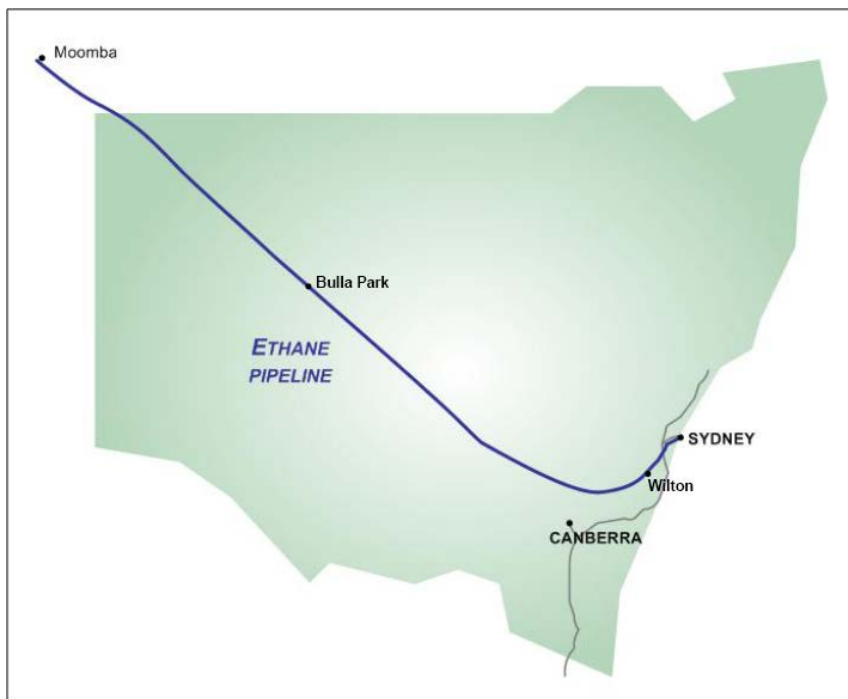 Moomba
Bulla Park
ETHANE
PIPELINE
SYDNEY
Wilton
CANBERRA